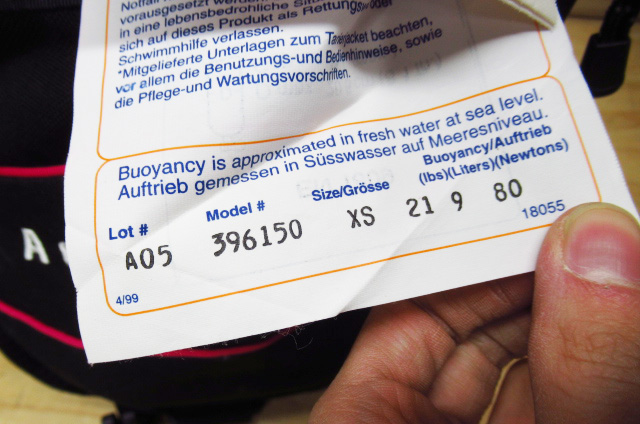 vorausgesetzt werden.
in eine lebensbedrohliche
sich auf dieses Produkt als Rettungs oder
Schwimmhilfe verlassen.
*Mitgelieferte Unterlagen zum Tarierjacket beachten,
vor allem die Benutzungs-und Bedienhinweise, sowie
die Pflege-und Wartungsvorschriften.
Buoyancy is approximated in fresh water at sea level.
Auftrieb gemessen in Süsswasser auf Meeresniveau.
Lot # Model # Size/Grösse Buoyancy/Auftrieb
(lbs)(Liters)(Newtons)
A05 396150 XS 21 9 80
4/99 18055
A